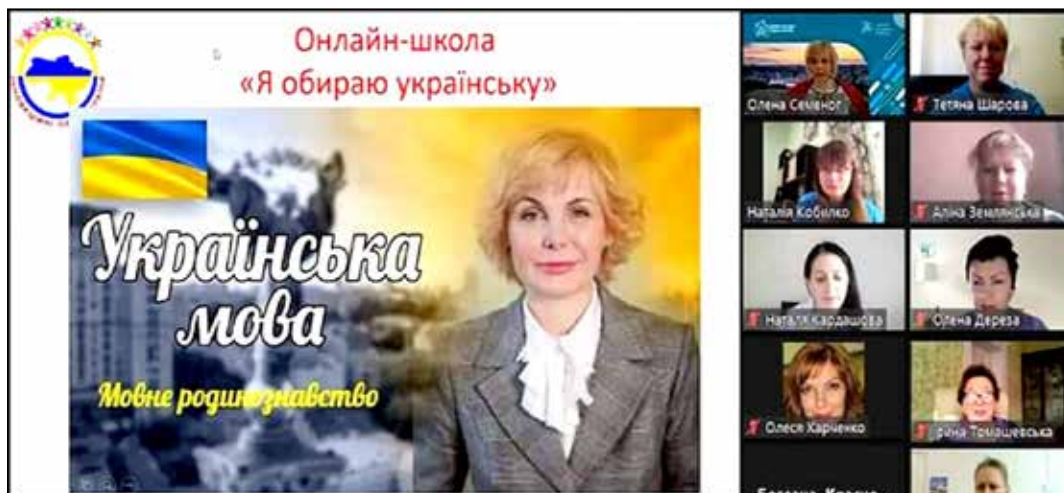 Онлайн-школа
«Я обираю українську»
Українська
мова
Мовне родинознавство
Олена Семеног
Тетяна Шарова
Наталія Кобилко
Аліна Землянська
Наталя Кардашова
Олена Дереза
Олеся Харченко
Ірина Томашевська